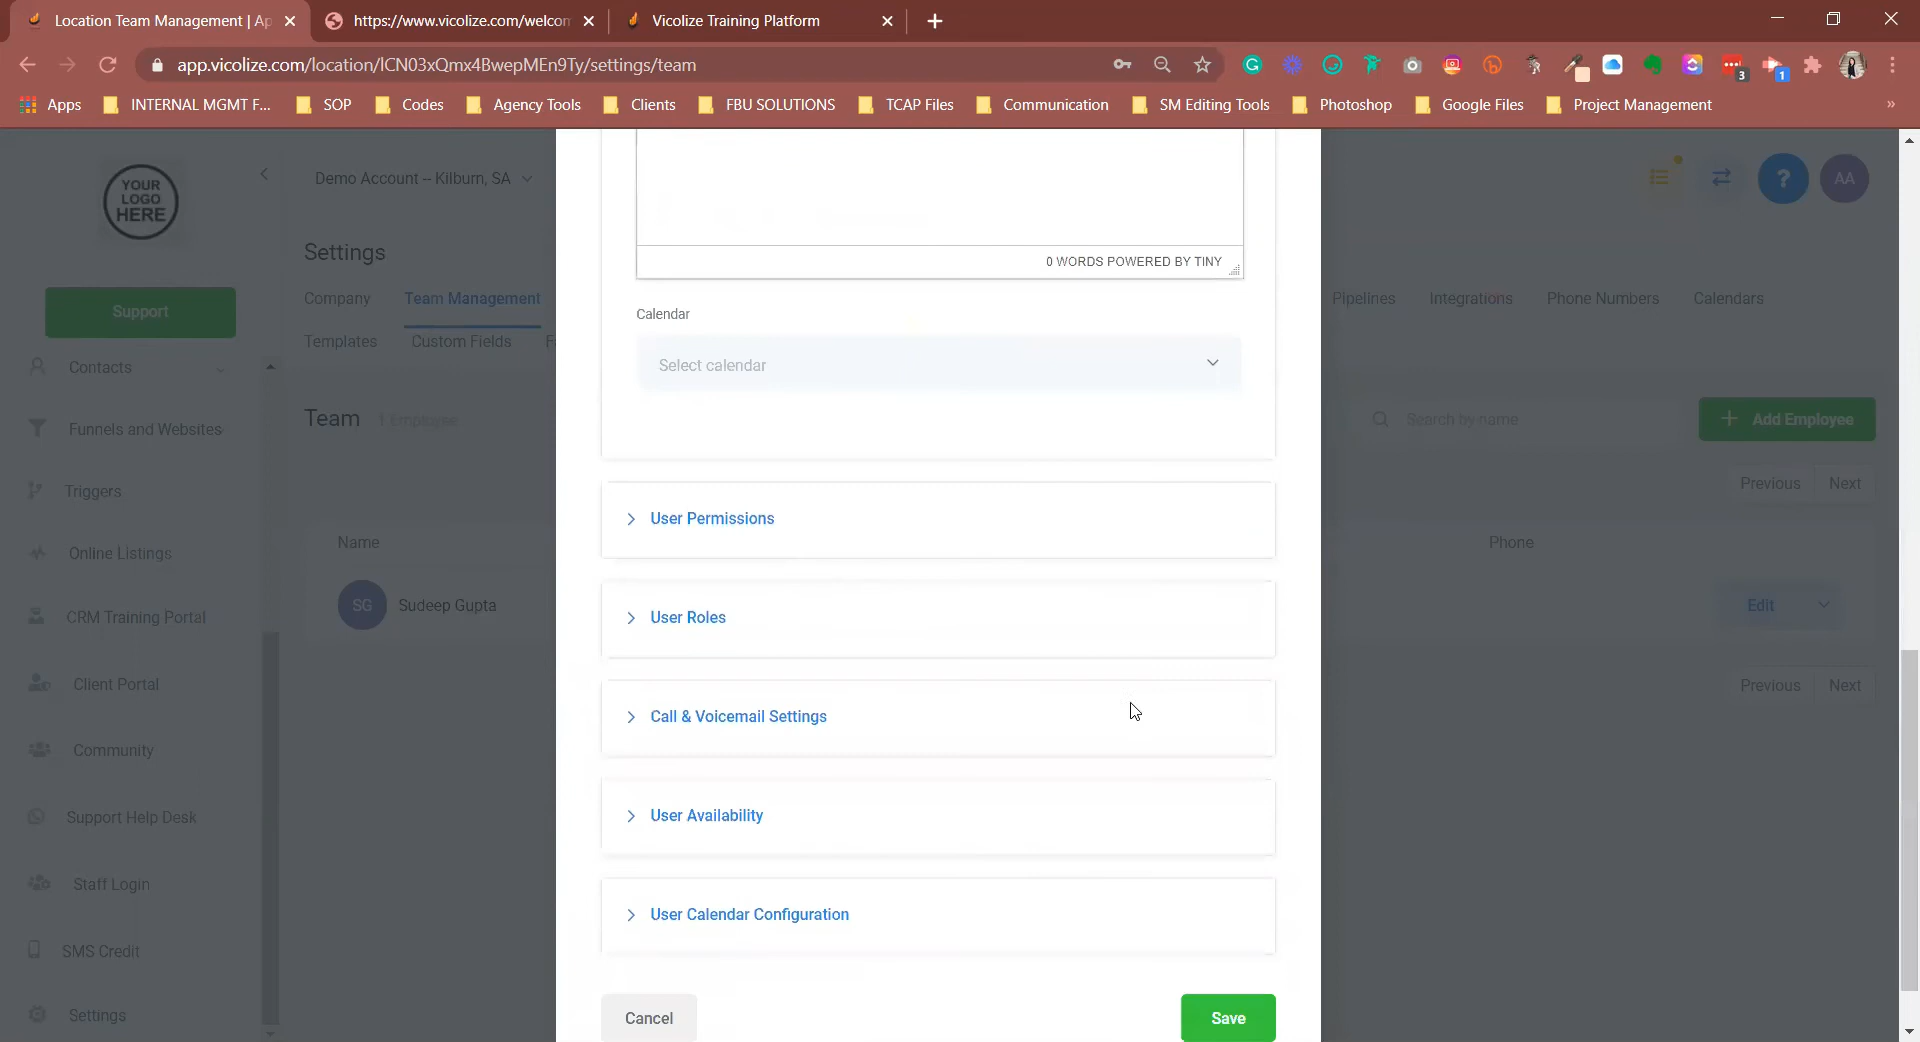 Location Team Management | Ap
https://www.vicolize.com/welcon
Vicolize Training Platform
app.vicolize.com/location/lCN03xQmx4BwepMEn9Ty/settings/team
3
1
Apps
INTERNAL MGMT F...
SOP
Codes
Agency Tools
Clients
FBU SOLUTIONS
TCAP Files
Communication
SM Editing Tools
Photoshop
Google Files
Project Management
»
YOUR
LOGO
HERE
Demo Account -- Kilburn, SA
?
AA
Settings
Support
Company
Team Management
Pipelines
Integrations
Phone Numbers
Calendars
Templates
Custom Fields
Contacts
Funnels and Websites
Triggers
Online Listings
CRM Training Portal
Client Portal
Community
Support Help Desk
Staff Login
SMS Credit
Settings
Team
1 Employee
Search by name
+ Add Employee
Previous
Next
Name
Phone
SG
Sudeep Gupta
Edit
Previous
Next
0 WORDS POWERED BY TINY
Calendar
Select calendar
User Permissions
User Roles
Call & Voicemail Settings
User Availability
User Calendar Configuration
Cancel
Save